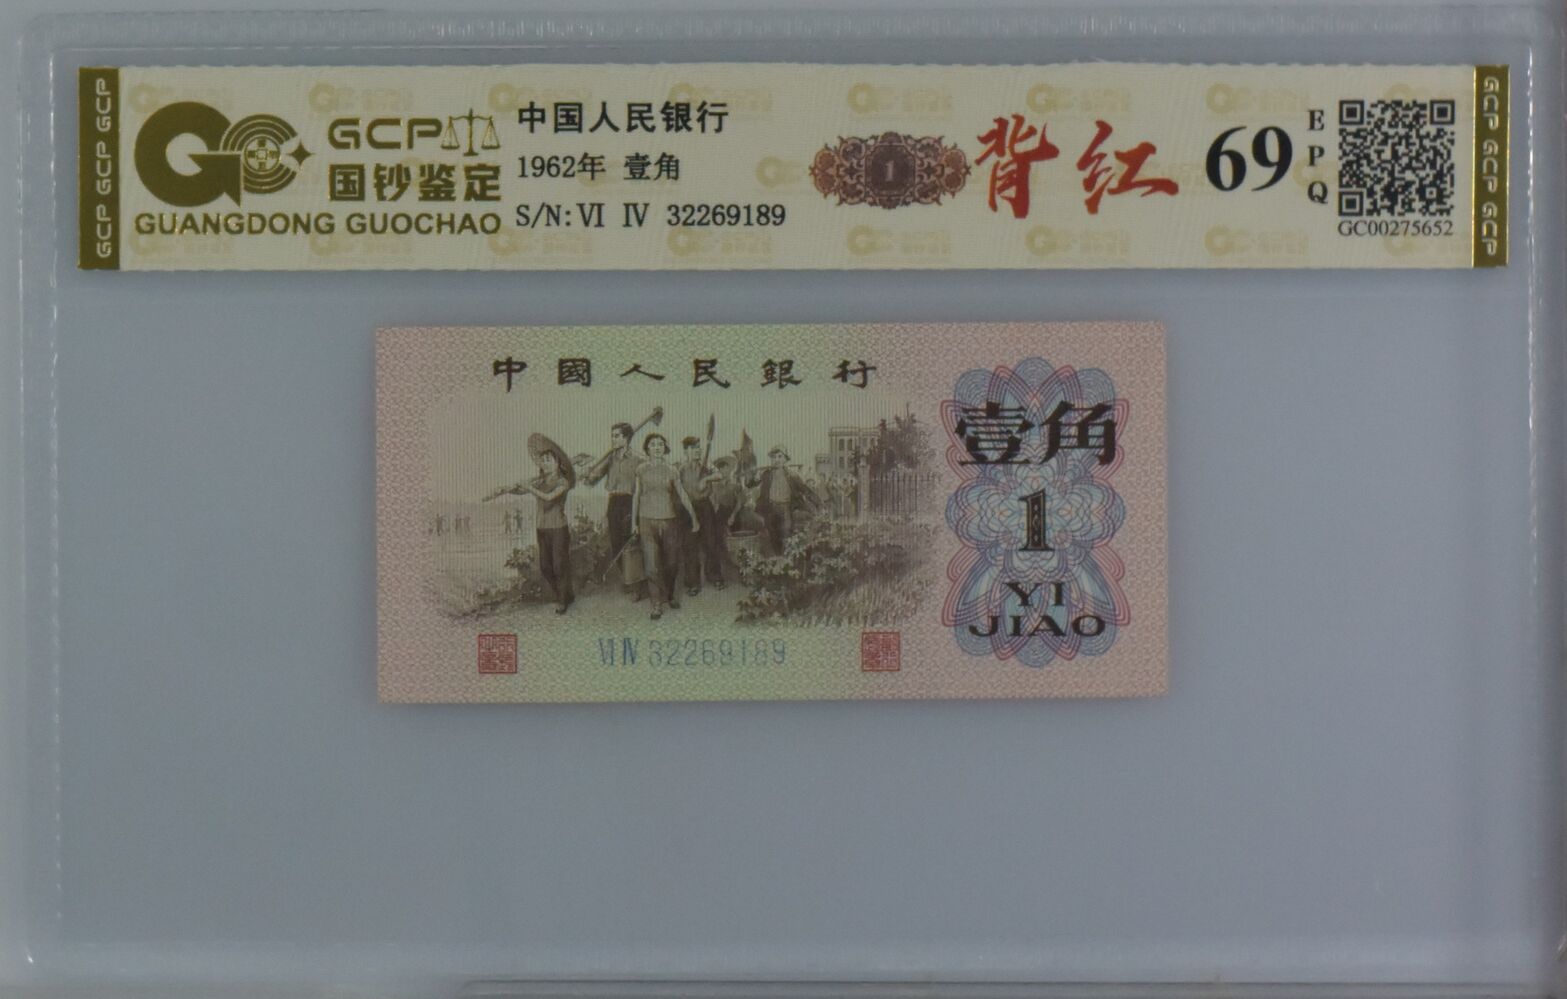 GCP GCP GCP
GCP
国钞鉴定
GUANGDONG GUOCHAO
中国人民银行
1962年 壹角
S/N: Ⅵ Ⅳ 32269189
1
背红
69
E
P
Q
GC00275652
GCP GCP GCP
中國人民銀行
壹角
1
YI
JIAO
Ⅵ Ⅳ 32269189